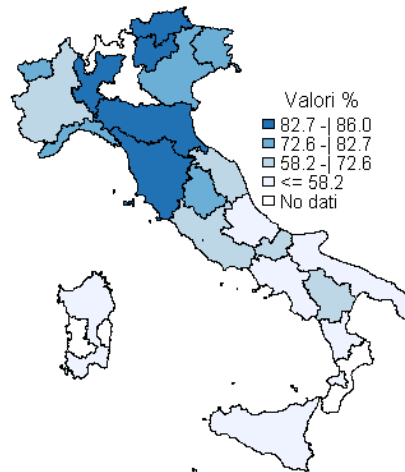 Valori %
82.7 -| 86.0
72.6 -| 82.7
58.2 -| 72.6
<= 58.2
No dati